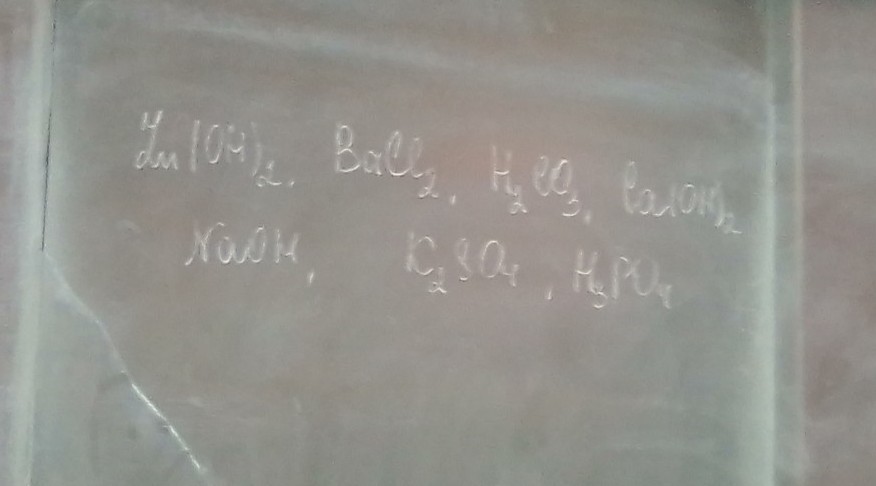 Zn(OH)₂, BaCl₂, H₂CO₃, Ca(OH)₂
NaOH, K₂SO₄, H₃PO₄